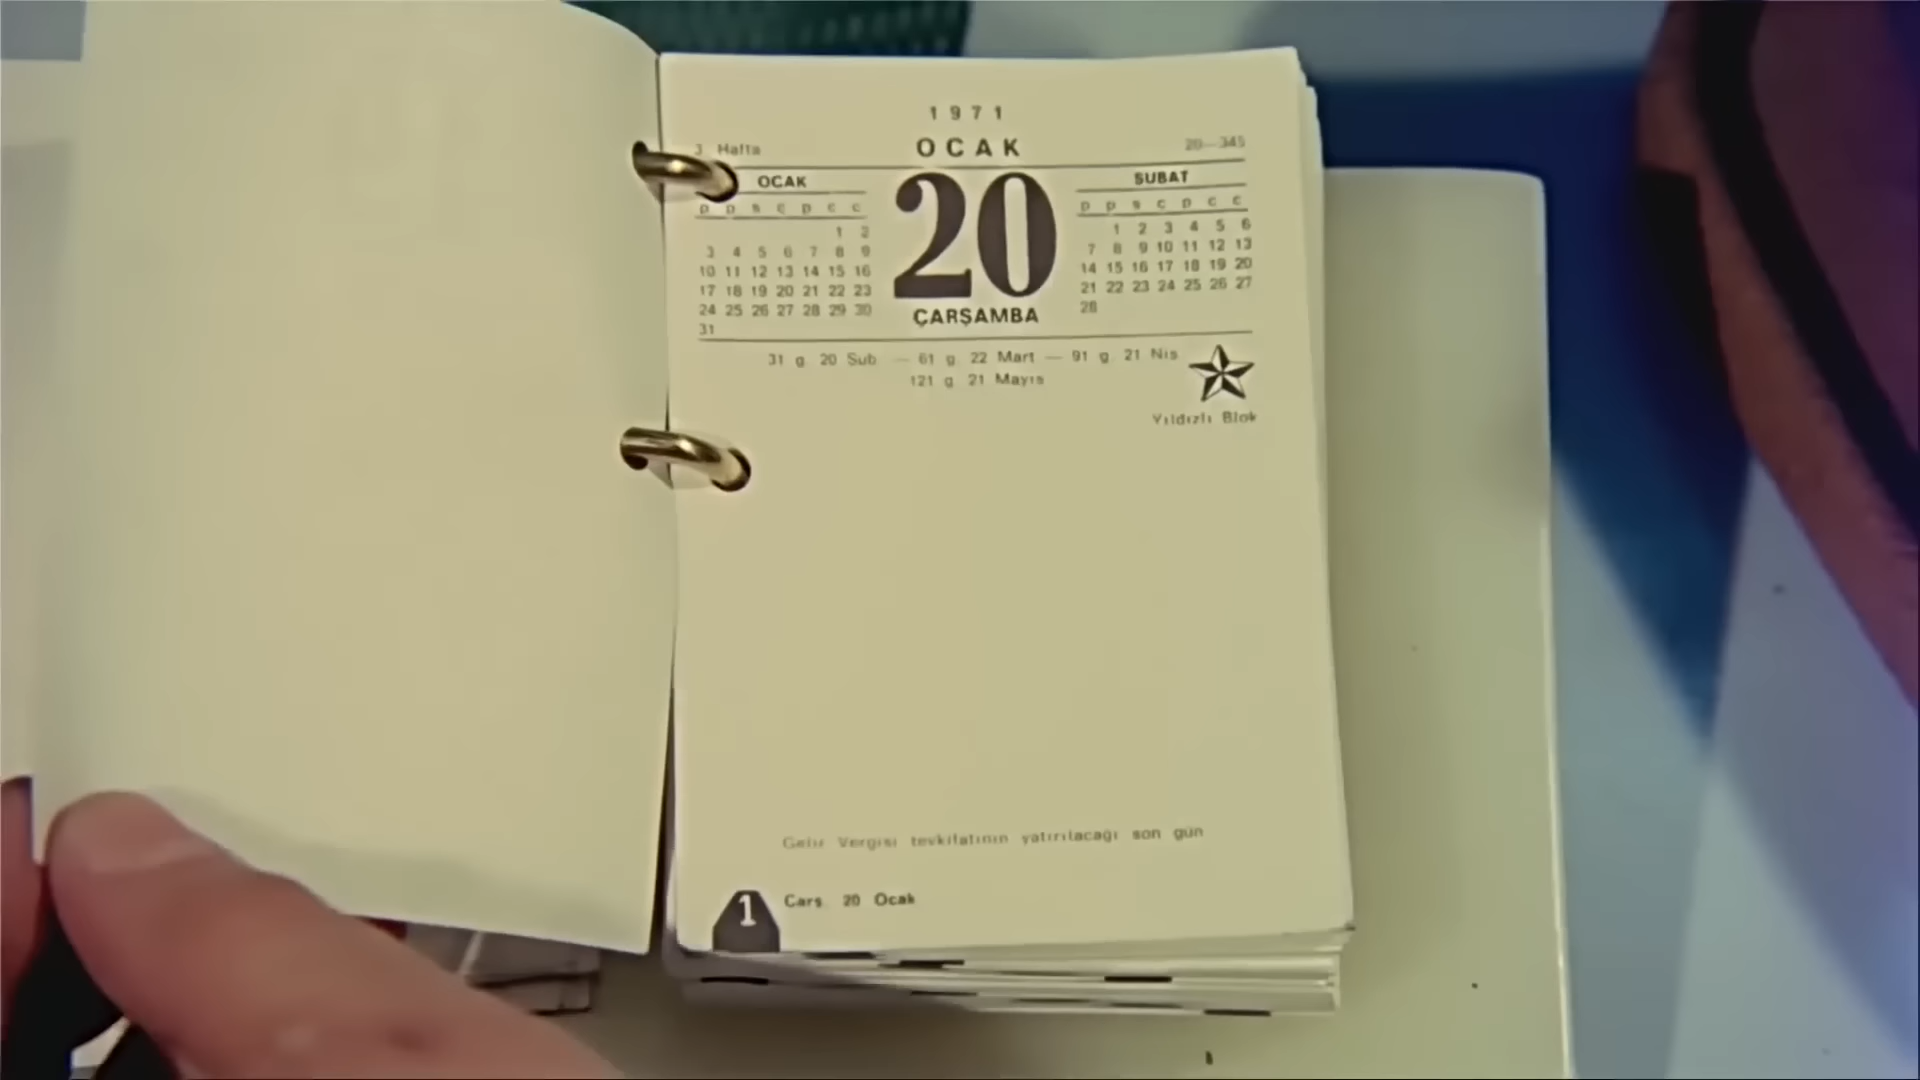 1971
3. Hafta OCAK 20—345
OCAK
P P S Ç P C C
1 2
3 4 5 6 7 8 9
10 11 12 13 14 15 16
17 18 19 20 21 22 23
24 25 26 27 28 29 30
31
20
ÇARŞAMBA
ŞUBAT
P P S Ç P C C
1 2 3 4 5 6
7 8 9 10 11 12 13
14 15 16 17 18 19 20
21 22 23 24 25 26 27
28
31 g. 20 Şub. — 61 g. 22 Mart — 91 g. 21 Nis.
121 g. 21 Mayıs
Yıldızlı Blok
Gelir Vergisi tevkifatının yatırılacağı son gün
1 Çarş. 20 Ocak